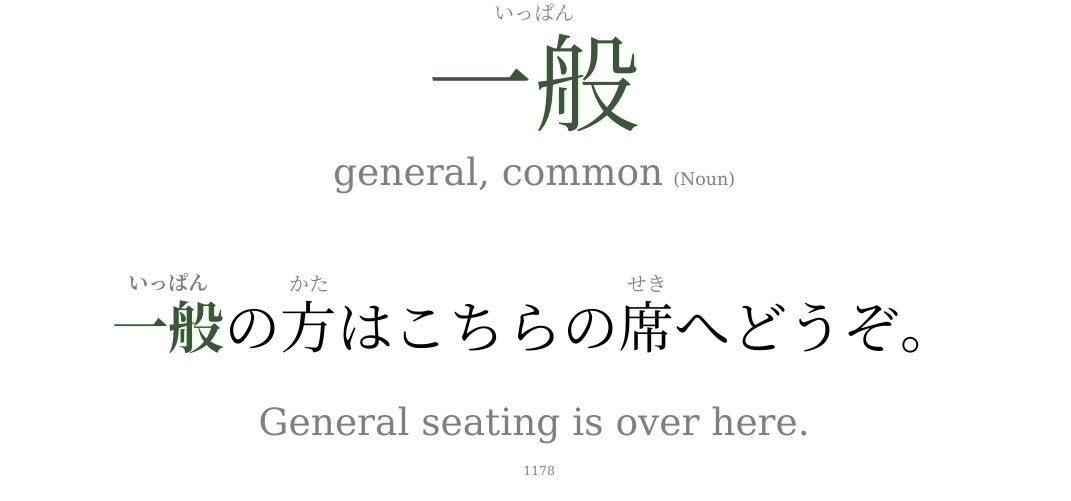 いっぱん
一般
general, common (Noun)
いっぱん かた せき
一般の方はこちらの席へどうぞ。
General seating is over here.
1178